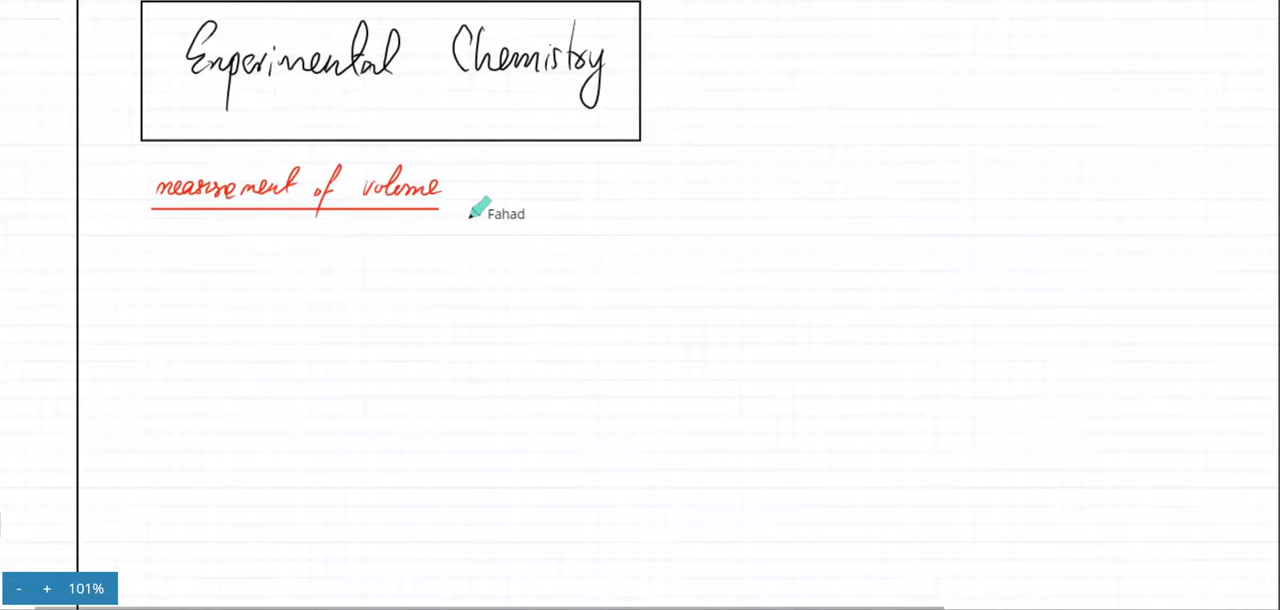 Experimental Chemistry
measurement of volume
Fahad
- + 101%